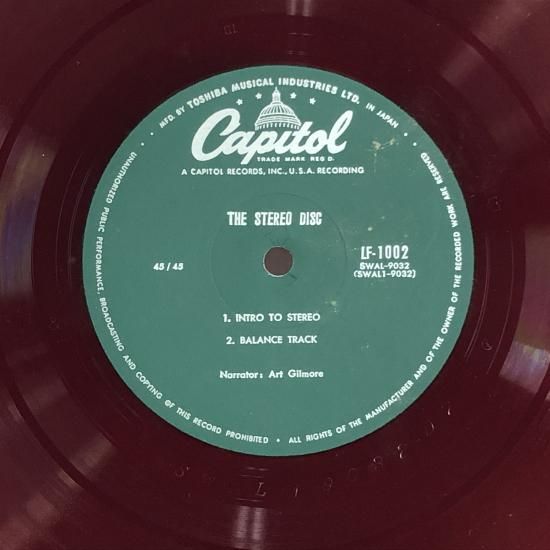 • MFD. BY TOSHIBA MUSICAL INDUSTRIES LTD. IN JAPAN •
Capitol
TRADE MARK REG D.
A CAPITOL RECORDS, INC., U.S.A. RECORDING
THE STEREO DISC
45/45
LF-1002
SWAL-9032
(SWAL1-9032)
1. INTRO TO STEREO
2. BALANCE TRACK
Narrator: Art Gilmore
UNAUTHORIZED PUBLIC PERFORMANCE, BROADCASTING AND COPYING OF THIS RECORD PROHIBITED • ALL RIGHTS OF THE MANUFACTURER AND OF THE OWNER OF THE RECORDED WORK ARE RESERVED